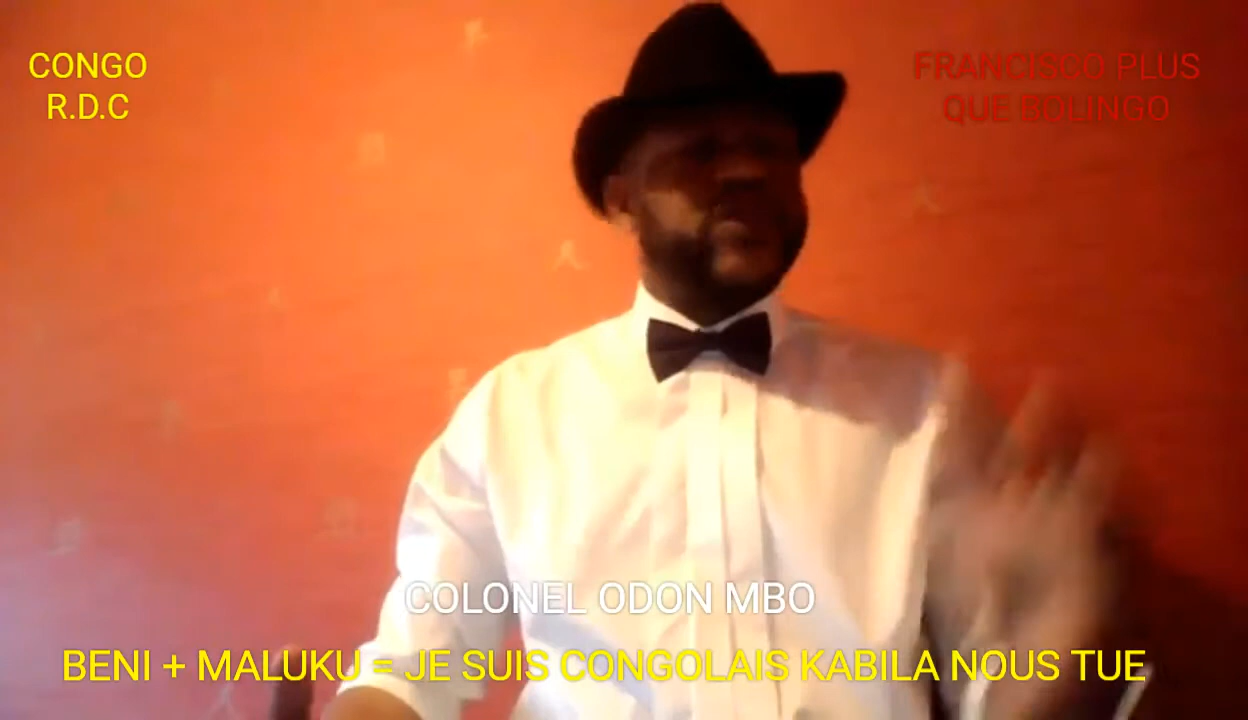 CONGO
R.D.C
FRANCISCO PLUS
QUE BOLINGO
COLONEL ODON MBO
BENI + MALUKU = JE SUIS CONGOLAIS KABILA NOUS TUE